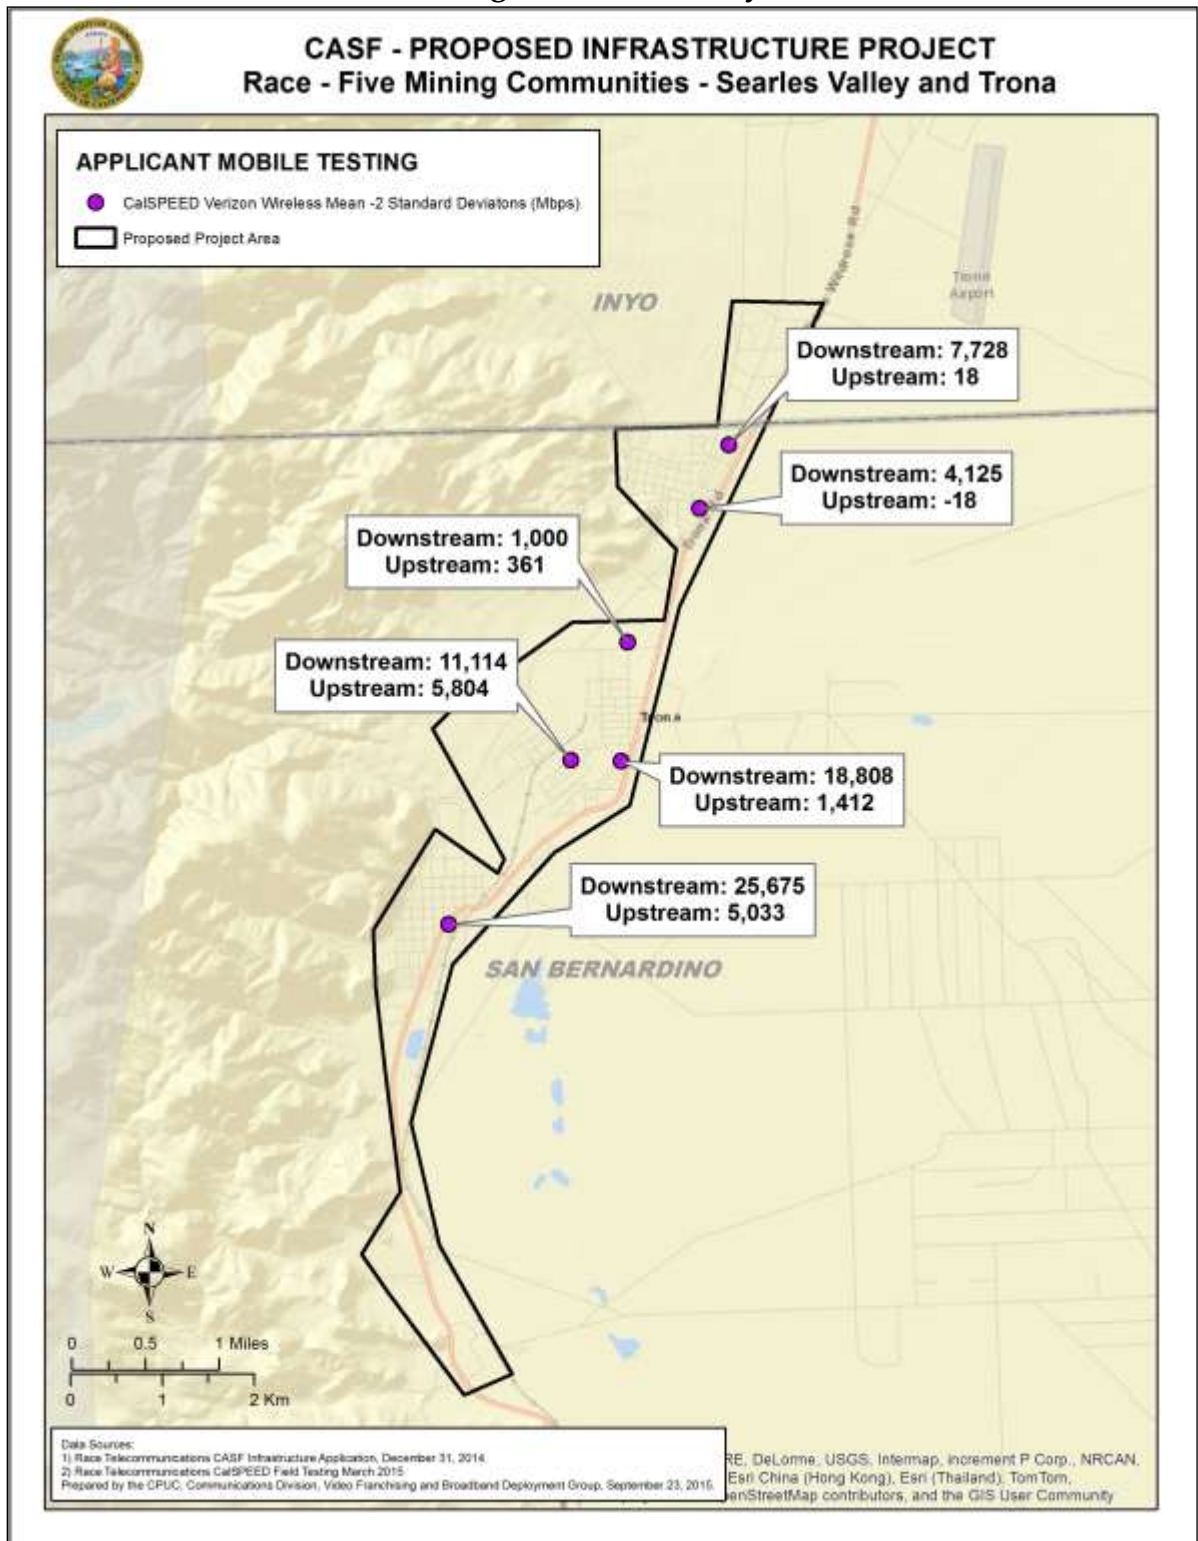 CASF - PROPOSED INFRASTRUCTURE PROJECT
Race - Five Mining Communities - Searles Valley and Trona
APPLICANT MOBILE TESTING
CalSPEED Verizon Wireless Mean -2 Standard Deviatons (Mbps)
Proposed Project Area
Wildrose Rd
Trona
Airport
INYO
Downstream: 7,728
Upstream: 18
Downstream: 4,125
Upstream: -18
Trona Rd
Downstream: 1,000
Upstream: 361
Downstream: 11,114
Upstream: 5,804
Trona
Downstream: 18,808
Upstream: 1,412
Downstream: 25,675
Upstream: 5,033
SAN BERNARDINO
N
W E
S
0 0.5 1 Miles
0 1 2 Km
Data Sources:
1) Race Telecommunications CASF Infrastructure Application, December 31, 2014.
2) Race Telecommunications CalSPEED Field Testing March 2015
Prepared by the CPUC, Communications Division, Video Franchising and Broadband Deployment Group, September 23, 2015.
RE, DeLorme, USGS, Intermap, increment P Corp., NRCAN,
Esri China (Hong Kong), Esri (Thailand), TomTom,
penStreetMap contributors, and the GIS User Community